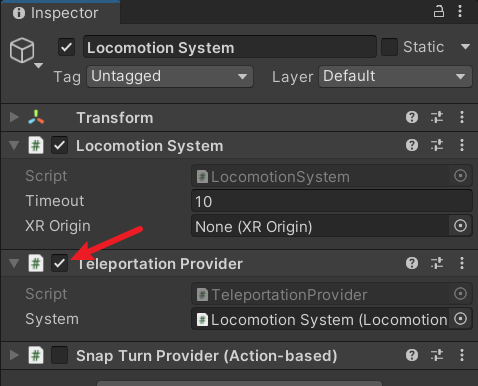 Inspector
Locomotion System
Static
Tag Untagged Layer Default
Transform
Locomotion System
Script LocomotionSystem
Timeout 10
XR Origin None (XR Origin)
Teleportation Provider
Script TeleportationProvider
System Locomotion System (Locomotion
Snap Turn Provider (Action-based)